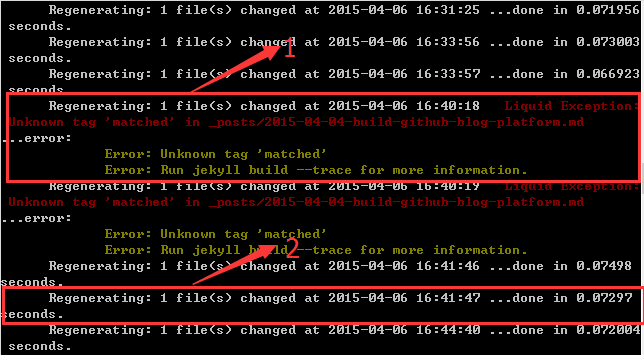 Regenerating: 1 file(s) changed at 2015-04-06 16:31:25 ...done in 0.071956
seconds.
Regenerating: 1 file(s) changed at 2015-04-06 16:33:56 ...done in 0.073003
seconds.
1
Regenerating: 1 file(s) changed at 2015-04-06 16:33:57 ...done in 0.066923
seconds.
Regenerating: 1 file(s) changed at 2015-04-06 16:40:18 Liquid Exception:
Unknown tag 'matched' in _posts/2015-04-04-build-github-blog-platform.md
...error:
Error: Unknown tag 'matched'
Error: Run jekyll build --trace for more information.
Regenerating: 1 file(s) changed at 2015-04-06 16:40:19 Liquid Exception:
Unknown tag 'matched' in _posts/2015-04-04-build-github-blog-platform.md
...error:
Error: Unknown tag 'matched'
2
Error: Run jekyll build --trace for more information.
Regenerating: 1 file(s) changed at 2015-04-06 16:41:46 ...done in 0.07498
seconds.
Regenerating: 1 file(s) changed at 2015-04-06 16:41:47 ...done in 0.07297
seconds.
Regenerating: 1 file(s) changed at 2015-04-06 16:44:40 ...done in 0.072004
seconds.